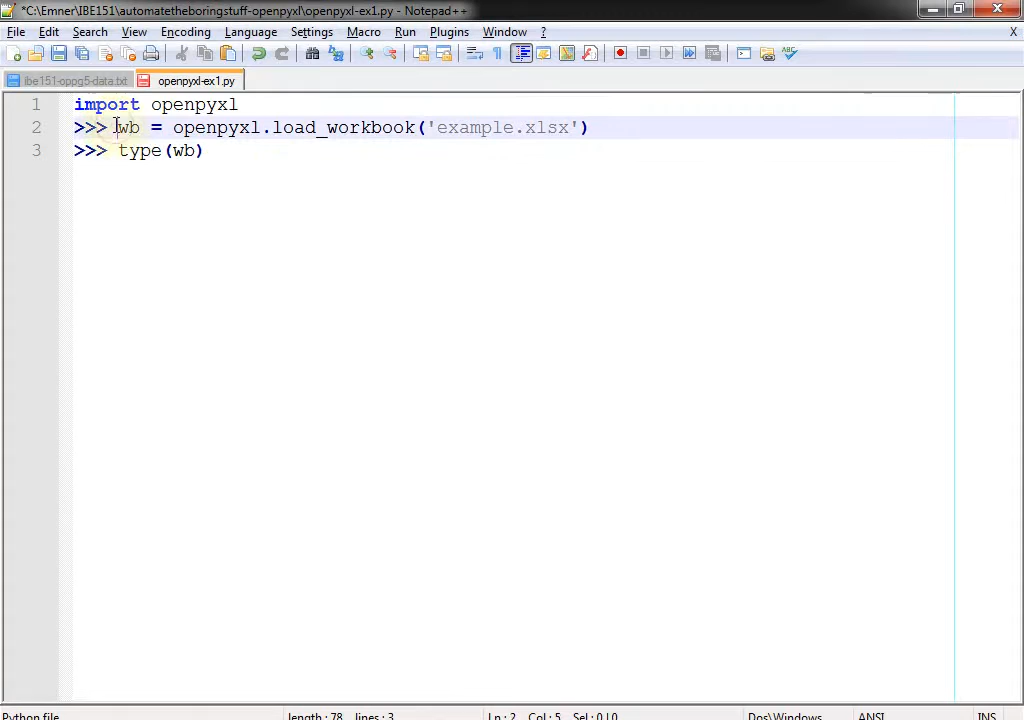 *C:\Emner\IBE151\automatetheboringstuff-openpyxl\openpyxl-ex1.py - Notepad++
File Edit Search View Encoding Language Settings Macro Run Plugins Window ? X
ibe151-oppg5-data.txt openpyxl-ex1.py
1 import openpyxl
2 >>> wb = openpyxl.load_workbook('example.xlsx')
3 >>> type(wb)
Python file length : 78 lines : 3 Ln : 2 Col : 5 Sel : 0 | 0 Dos\Windows ANSI INS